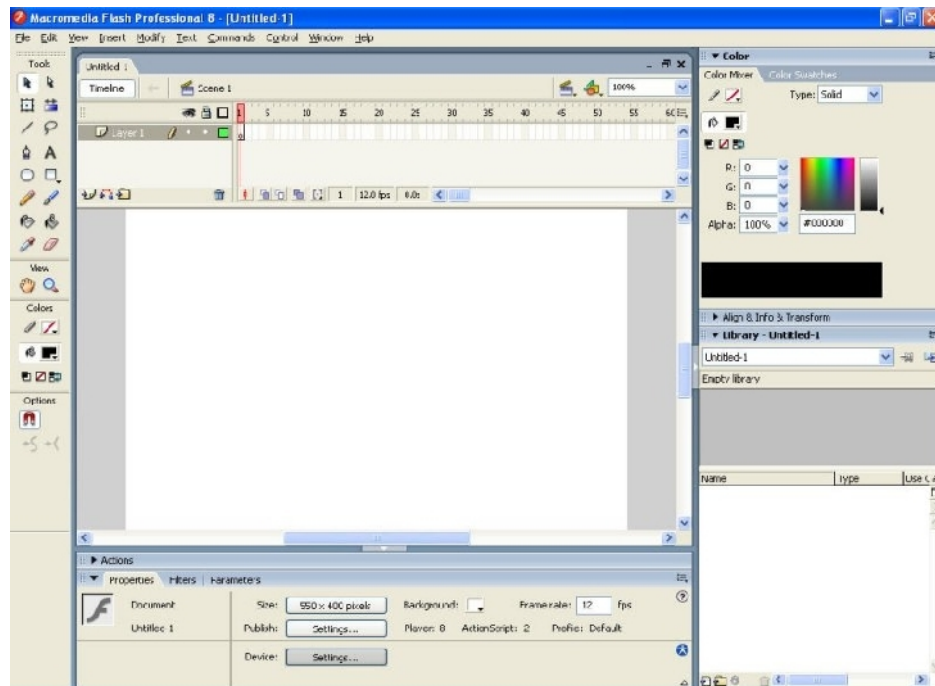 Macromedia Flash Professional 8 - [Untitled-1]
File Edit View Insert Modify Text Commands Control Window Help
Tools
View
Colors
Options
Untitled-1
Timeline Scene 1 100%
1 5 10 15 20 25 30 35 40 45 50 55 60
Layer 1
1 12.0 fps 0.0s
Actions
Properties Filters Parameters
Document Size: 550 x 400 pixels Background: Frame rate: 12 fps
Untitled-1 Publish: Settings... Player: 8 ActionScript: 2 Profile: Default
Device: Settings...
Color
Color Mixer Color Swatches
Type: Solid
R: 0
G: 0
B: 0
Alpha: 100% #000000
Align & Info & Transform
Library - Untitled-1
Untitled-1
Empty library
Name Type Use C